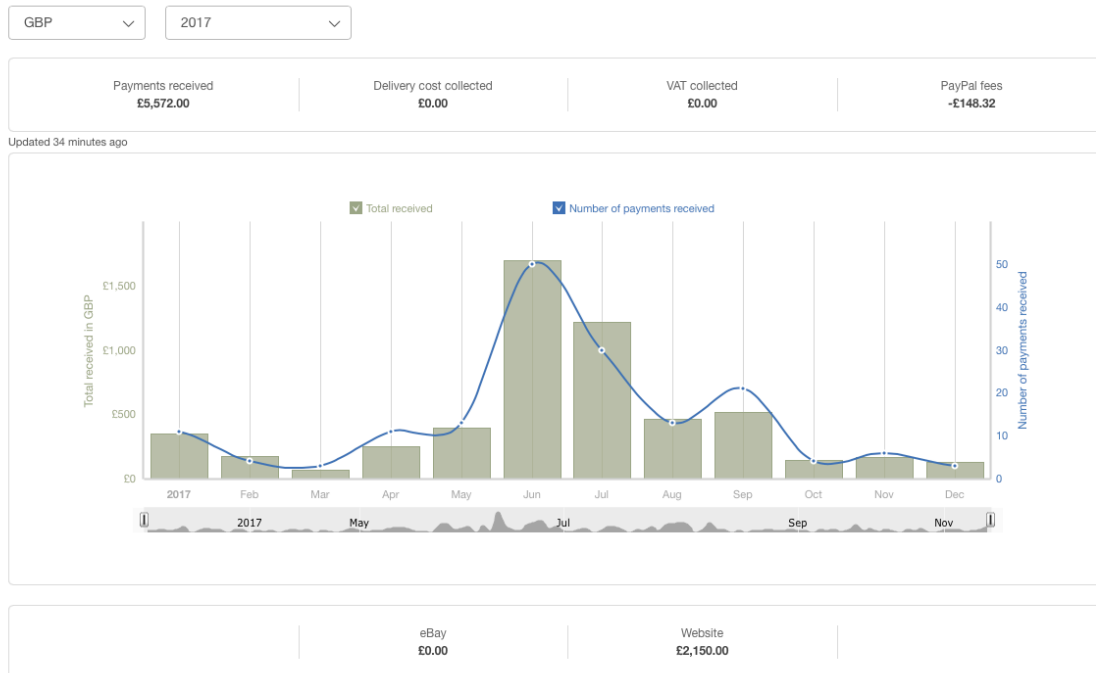 GBP 2017
Payments received Delivery cost collected VAT collected PayPal fees
£5,572.00 £0.00 £0.00 -£148.32
Updated 34 minutes ago
Total received Number of payments received
Total received in GBP
£1,500
£1,000
£500
£0
50
40
30
20
10
0
Number of payments received
2017 Feb Mar Apr May Jun Jul Aug Sep Oct Nov Dec
2017 May Jul Sep Nov
eBay Website
£0.00 £2,150.00